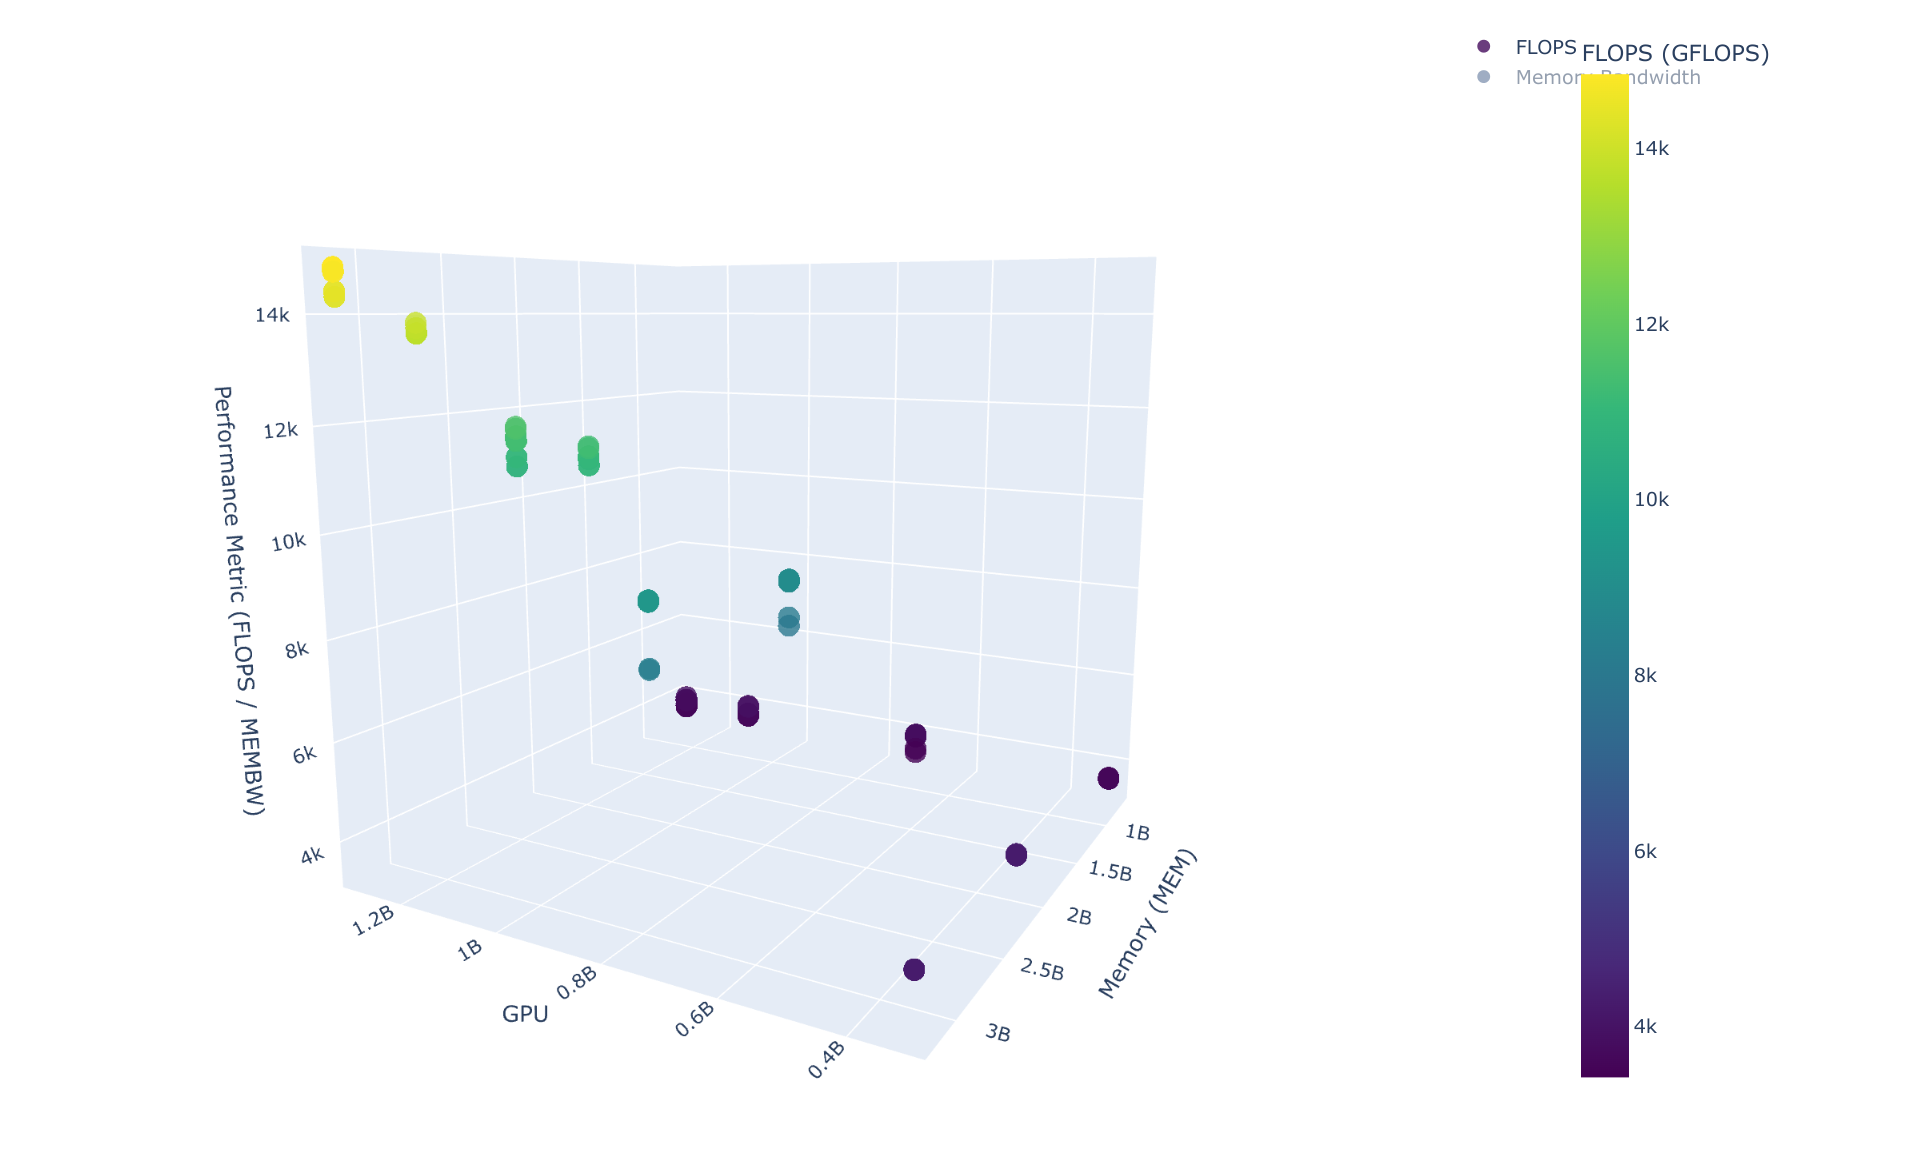 FLOPS
Memory Bandwidth
FLOPS (GFLOPS)
14k
12k
10k
8k
6k
4k
Performance Metric (FLOPS / MEMBW)
14k
12k
10k
8k
6k
4k
GPU
1.2B
1B
0.8B
0.6B
0.4B
Memory (MEM)
1B
1.5B
2B
2.5B
3B